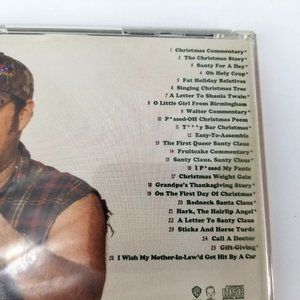 1 Christmas Commentary*
2 The Christmas Story*
3 Santy For A Day*
4 Oh Holy Crap*
5 Fat Holiday Relatives
6 Singing Christmas Tree
7 A Letter To Shania Twain*
8 O Little Girl From Birmingham
9 Walter Commentary*
10 P*ssed-Off Christmas Poem
11 T***y Bar Christmas*
12 Easy-To-Assemble
13 The First Queer Santy Claus
14 Fruitcake Commentary*
15 Santy Claus, Santy Claus*
16 I P*ssed My Pants
17 Christmas Weight Gain
18 Grandpa's Thanksgiving Story*
19 On The First Day Of Christmas*
20 Redneck Santa Claus*
21 Hark, The Hairlip Angel
22 A Letter To Santy Claus
23 Sticks And Horse Turds
24 Call A Doctor
25 Gift-Giving*
26 I Wish My Mother-In-Law'd Get Hit By A Car